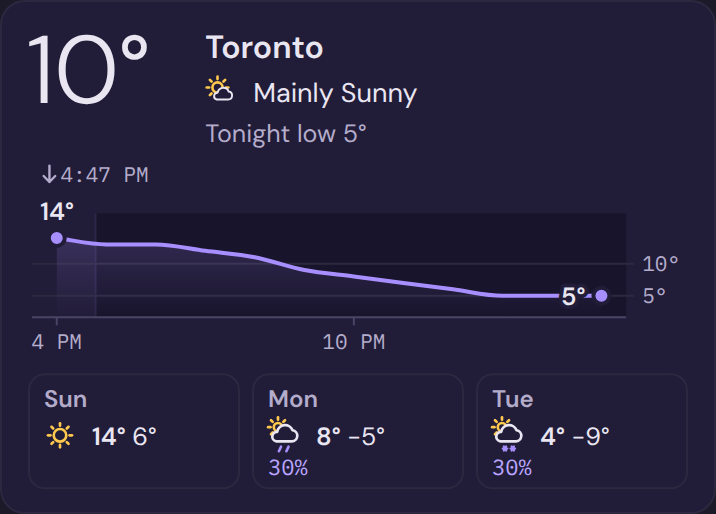 10°
Toronto
Mainly Sunny
Tonight low 5°
↓4:47 PM
14°
10°
5°
5°
4 PM
10 PM
Sun
14° 6°
Mon
8° -5°
30%
Tue
4° -9°
30%